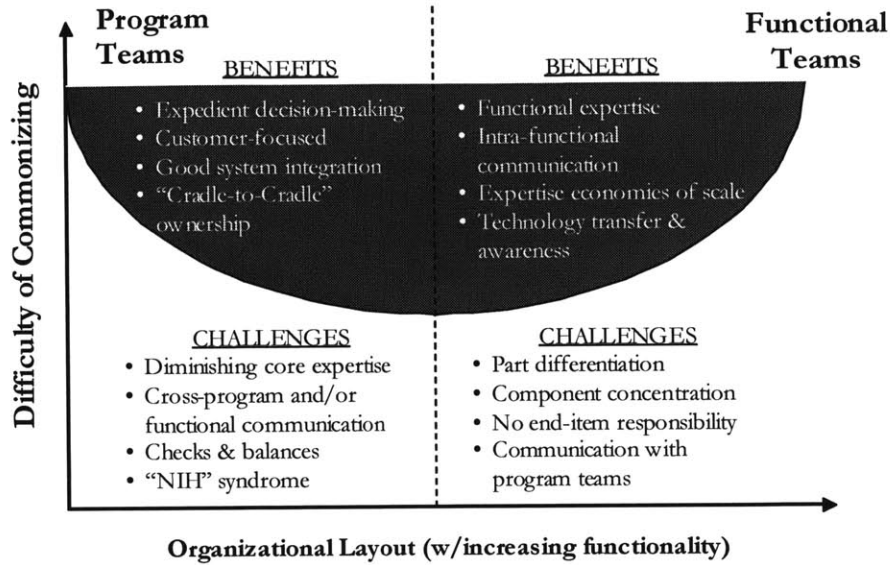 Program
Teams
Functional
Teams
BENEFITS
• Expedient decision-making
• Customer-focused
• Good system integration
• “Cradle-to-Cradle”
ownership
BENEFITS
• Functional expertise
• Intra-functional
communication
• Expertise economies of scale
• Technology transfer &
awareness
CHALLENGES
• Diminishing core expertise
• Cross-program and/or
functional communication
• Checks & balances
• “NIH” syndrome
CHALLENGES
• Part differentiation
• Component concentration
• No end-item responsibility
• Communication with
program teams
Difficulty of Commonizing
Organizational Layout (w/increasing functionality)